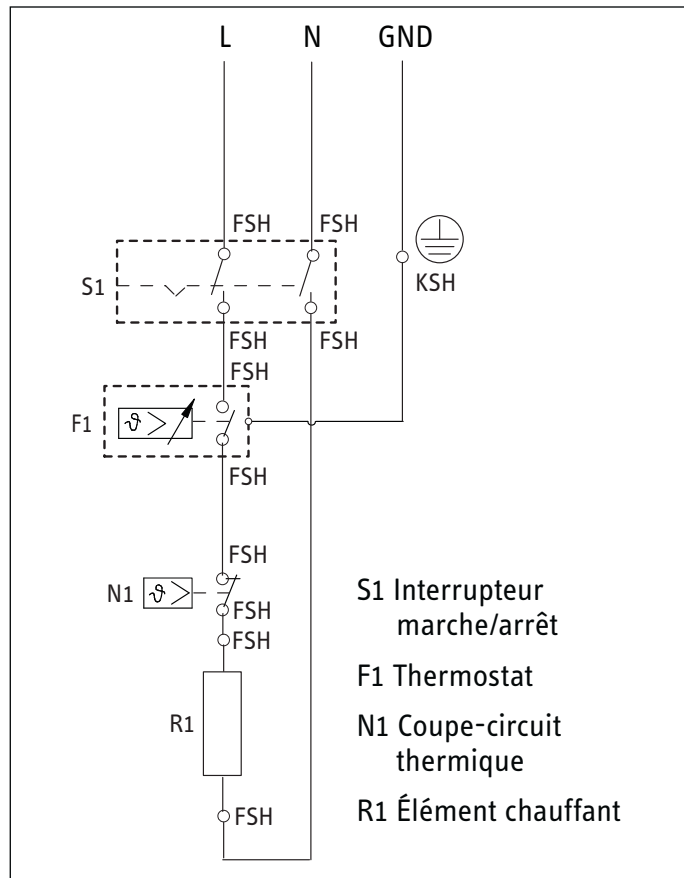 L N GND
FSH FSH
S1
KSH
FSH FSH
FSH
F1 ϑ >
FSH
FSH
N1 ϑ >
FSH
FSH
R1
FSH
S1 Interrupteur
marche/arrêt
F1 Thermostat
N1 Coupe-circuit
thermique
R1 Élément chauffant